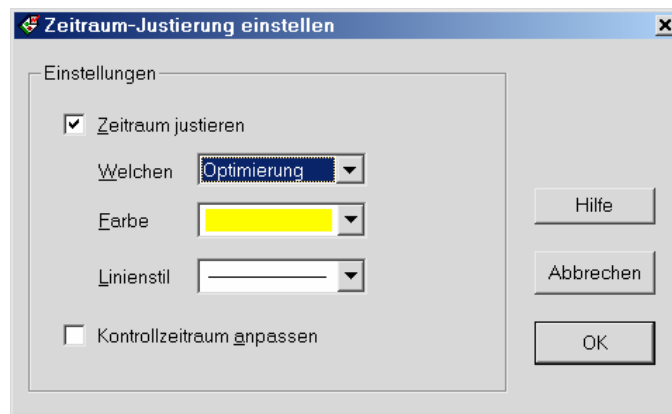 Zeitraum-Justierung einstellen
Einstellungen
Zeitraum justieren
Welchen Optimierung
Farbe
Linienstil
Kontrollzeitraum anpassen
Hilfe
Abbrechen
OK